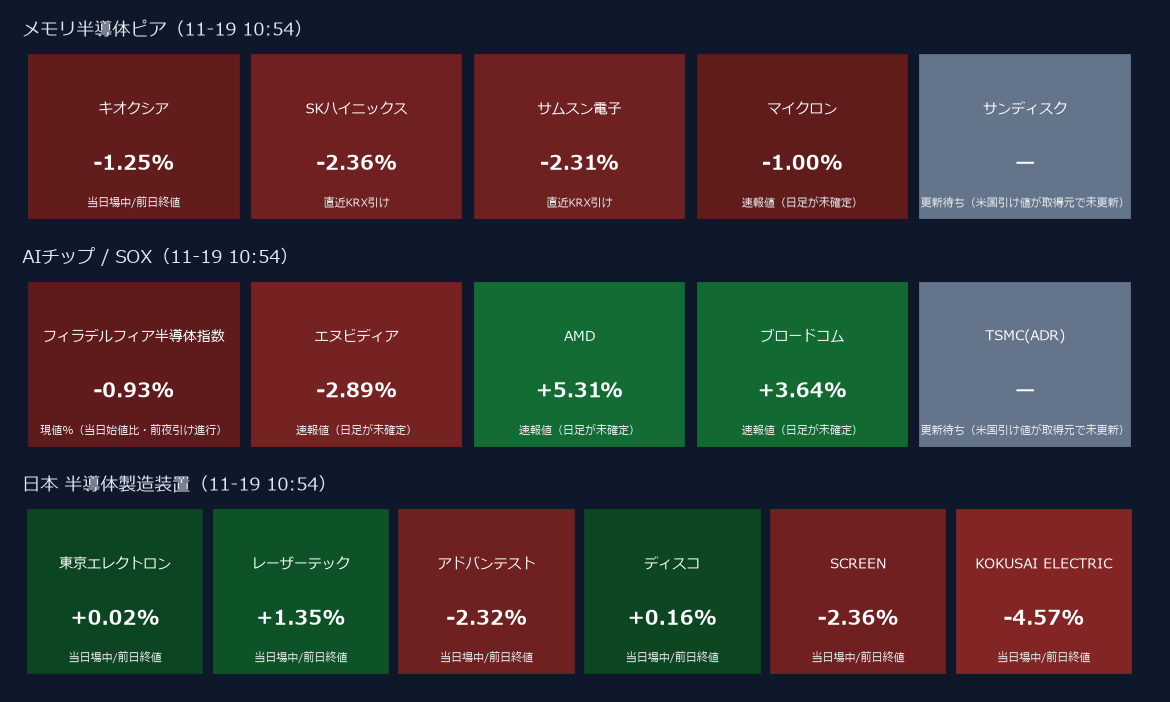 メモリ半導体ピア（11-19 10:54）
キオクシア
-1.25%
当日場中/前日終値
SKハイニックス
-2.36%
直近KRX引け
サムスン電子
-2.31%
直近KRX引け
マイクロン
-1.00%
速報値（日足が未確定）
サンディスク
—
更新待ち（米国引け値が取得元で未更新）
AIチップ / SOX（11-19 10:54）
フィラデルフィア半導体指数
-0.93%
現値%（当日始値比・前夜引け進行）
エヌビディア
-2.89%
速報値（日足が未確定）
AMD
+5.31%
速報値（日足が未確定）
ブロードコム
+3.64%
速報値（日足が未確定）
TSMC(ADR)
—
更新待ち（米国引け値が取得元で未更新）
日本 半導体製造装置（11-19 10:54）
東京エレクトロン
+0.02%
当日場中/前日終値
レーザーテック
+1.35%
当日場中/前日終値
アドバンテスト
-2.32%
当日場中/前日終値
ディスコ
+0.16%
当日場中/前日終値
SCREEN
-2.36%
当日場中/前日終値
KOKUSAI ELECTRIC
-4.57%
当日場中/前日終値